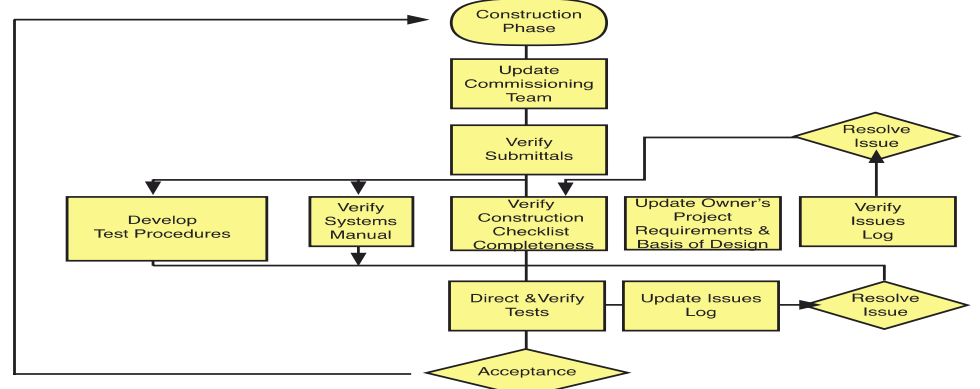 Construction
Phase
Update
Commissioning
Team
Verify
Submittals
Resolve
Issue
Develop
Test Procedures
Verify
Systems
Manual
Verify
Construction
Checklist
Completeness
Update Owner's
Project
Requirements &
Basis of Design
Verify
Issues
Log
Direct &Verify
Tests
Update Issues
Log
Resolve
Issue
Acceptance